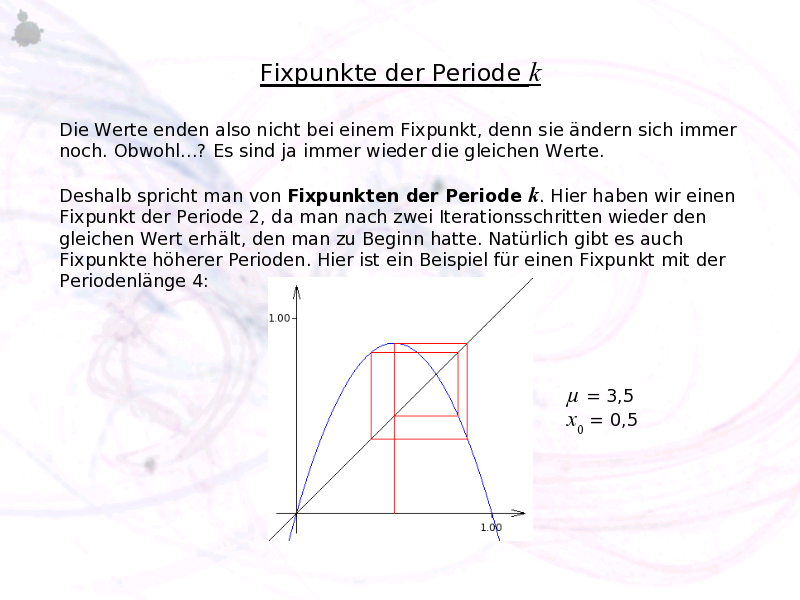 Fixpunkte der Periode k
Die Werte enden also nicht bei einem Fixpunkt, denn sie ändern sich immer
noch. Obwohl...? Es sind ja immer wieder die gleichen Werte.
Deshalb spricht man von Fixpunkten der Periode k. Hier haben wir einen
Fixpunkt der Periode 2, da man nach zwei Iterationsschritten wieder den
gleichen Wert erhält, den man zu Beginn hatte. Natürlich gibt es auch
Fixpunkte höherer Perioden. Hier ist ein Beispiel für einen Fixpunkt mit der
Periodenlänge 4:
1.00
μ = 3,5
x₀ = 0,5
1.00